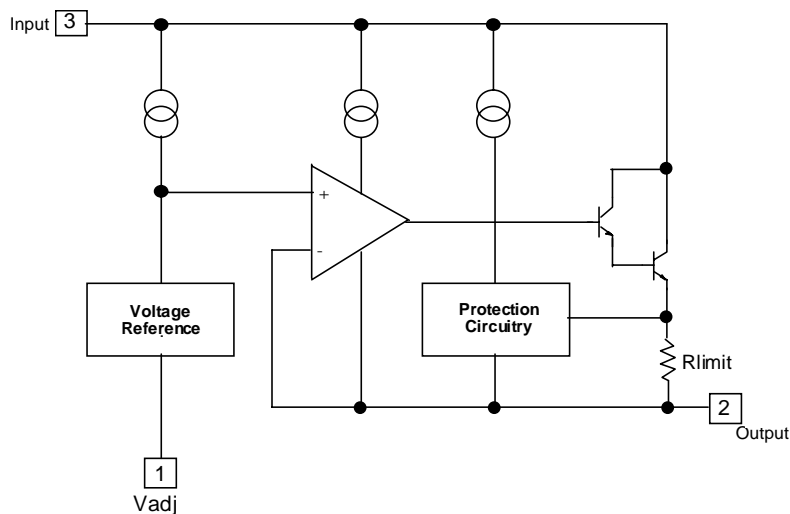 Input 3
+
-
Voltage
Reference
Protection
Circuitry
Rlimit
2
Output
1
Vadj